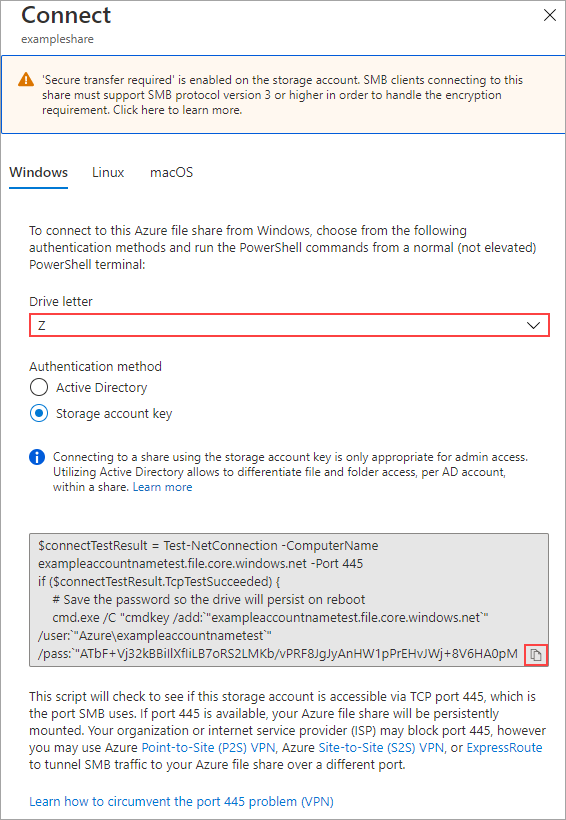 Connect
exampleshare
'Secure transfer required' is enabled on the storage account. SMB clients connecting to this
share must support SMB protocol version 3 or higher in order to handle the encryption
requirement. Click here to learn more.
Windows Linux macOS
To connect to this Azure file share from Windows, choose from the following
authentication methods and run the PowerShell commands from a normal (not elevated)
PowerShell terminal:
Drive letter
Z
Authentication method
Active Directory
Storage account key
Connecting to a share using the storage account key is only appropriate for admin access.
Utilizing Active Directory allows to differentiate file and folder access, per AD account,
within a share. Learn more
$connectTestResult = Test-NetConnection -ComputerName
exampleaccountnametest.file.core.windows.net -Port 445
if ($connectTestResult.TcpTestSucceeded) {
# Save the password so the drive will persist on reboot
cmd.exe /C "cmdkey /add:`"exampleaccountnametest.file.core.windows.net`"
/user:`"Azure\exampleaccountnametest`"
/pass:`"ATbF+Vj32kBBiIlXfIiLB7oRS2LMKb/vPRF8JgJyAnHW1pPrEHvJWj+8V6HA0pM
This script will check to see if this storage account is accessible via TCP port 445, which is
the port SMB uses. If port 445 is available, your Azure file share will be persistently
mounted. Your organization or internet service provider (ISP) may block port 445, however
you may use Azure Point-to-Site (P2S) VPN, Azure Site-to-Site (S2S) VPN, or ExpressRoute
to tunnel SMB traffic to your Azure file share over a different port.
Learn how to circumvent the port 445 problem (VPN)